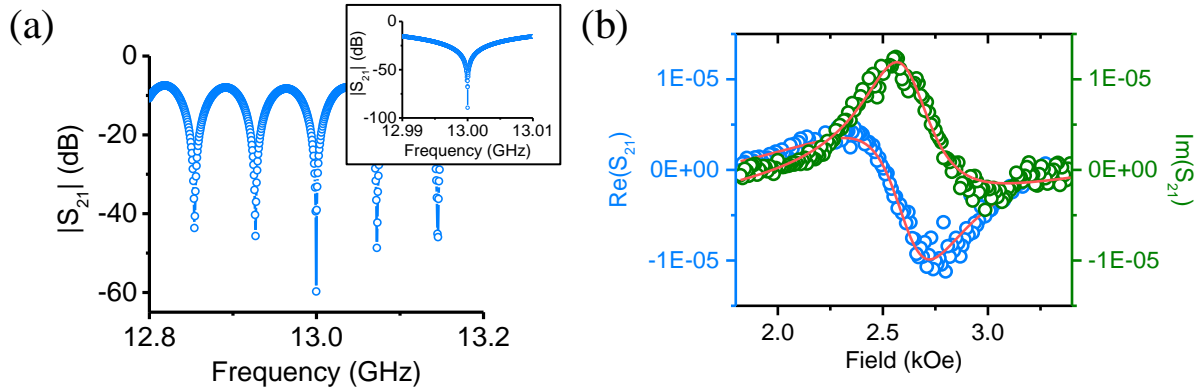 (a)
0
-20
-40
-60
|S21| (dB)
12.8
13.0
13.2
Frequency (GHz)
0
-50
-100
|S21| (dB)
12.99
13.00
13.01
Frequency (GHz)
(b)
1E-05
0E+00
-1E-05
Re(S21)
2.0
2.5
3.0
Field (kOe)
1E-05
0E+00
-1E-05
Im(S21)